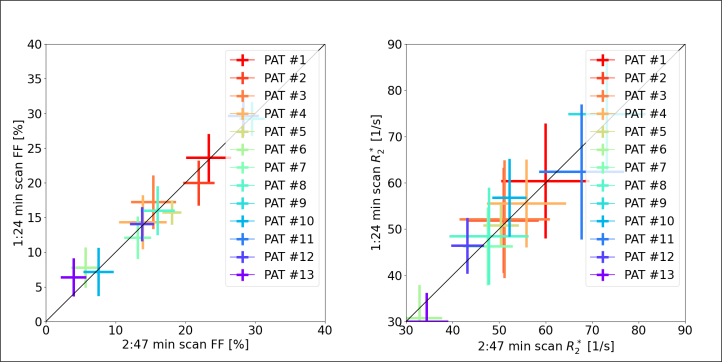 40
30
20
15
10
5
0
35
25
1:24 min scan FF [%]
0 10 20 30 40
2:47 min scan FF [%]
PAT #1
PAT #2
PAT #3
PAT #4
PAT #5
PAT #6
PAT #7
PAT #8
PAT #9
PAT #10
PAT #11
PAT #12
PAT #13
90
80
70
60
50
40
30
1:24 min scan R₂* [1/s]
30 40 50 60 70 80 90
2:47 min scan R₂* [1/s]
PAT #1
PAT #2
PAT #3
PAT #4
PAT #5
PAT #6
PAT #7
PAT #8
PAT #9
PAT #10
PAT #11
PAT #12
PAT #13